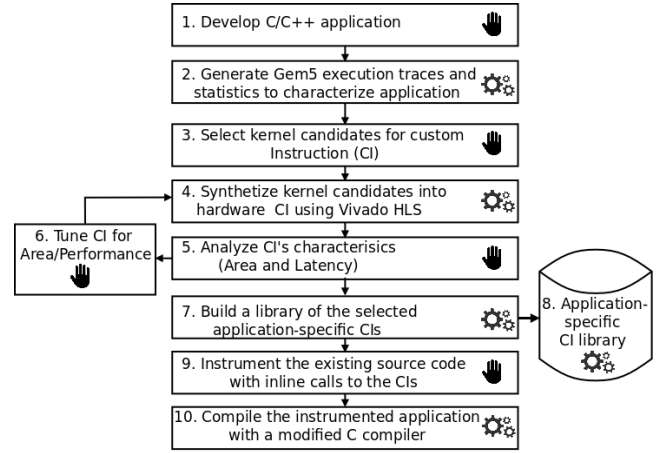 1. Develop C/C++ application
2. Generate Gem5 execution traces and
statistics to characterize application
3. Select kernel candidates for custom
Instruction (CI)
4. Synthetize kernel candidates into
hardware CI using Vivado HLS
6. Tune CI for
Area/Performance
5. Analyze CI's characterisics
(Area and Latency)
7. Build a library of the selected
application-specific CIs
8. Application-
specific
CI library
9. Instrument the existing source code
with inline calls to the CIs
10. Compile the instrumented application
with a modified C compiler